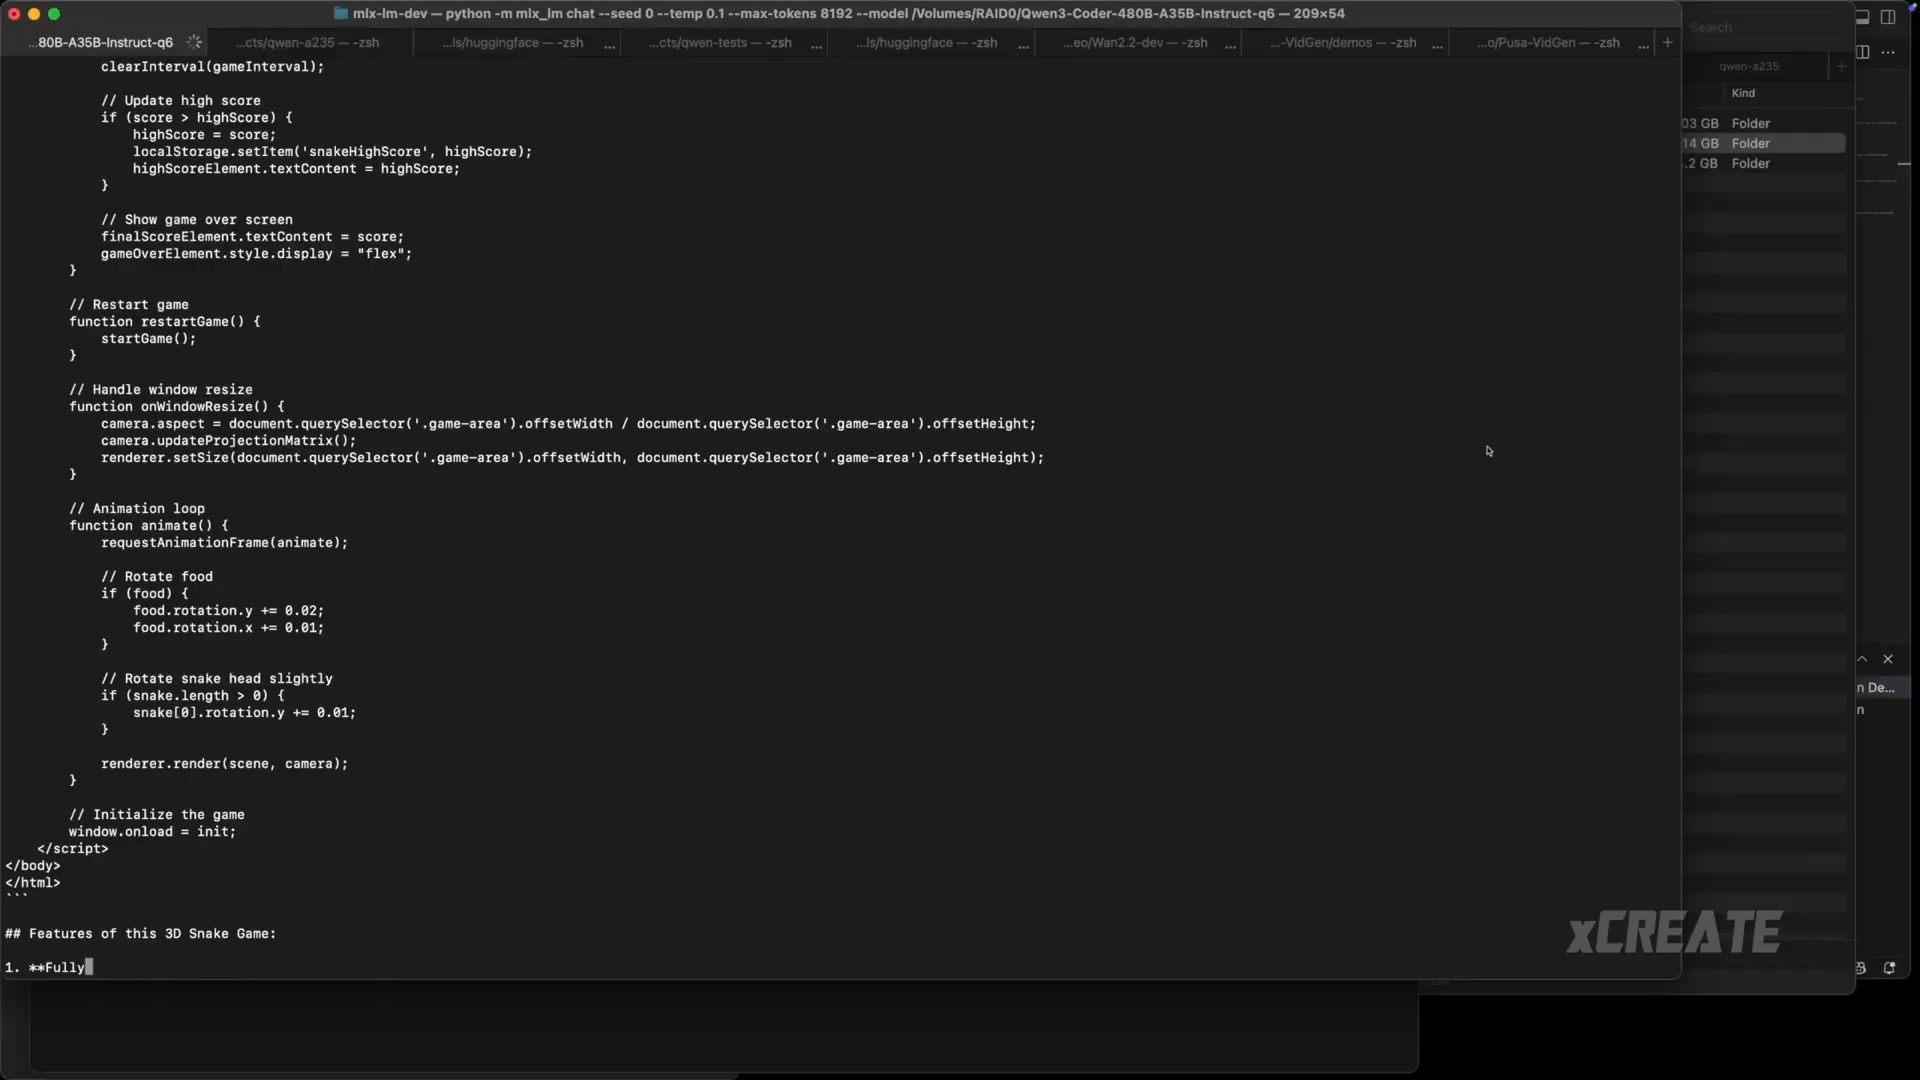 mlx-lm-dev — python -m mlx_lm chat --seed 0 --temp 0.1 --max-tokens 8192 --model /Volumes/RAID0/Qwen3-Coder-480B-A35B-Instruct-q6 — 209×54
Search
...80B-A35B-Instruct-q6
...cts/qwen-a235 — -zsh
...ls/huggingface — -zsh ...
...cts/qwen-tests — -zsh ...
...ls/huggingface — -zsh ...
...eo/Wan2.2-dev — -zsh ...
...-VidGen/demos — -zsh ...
...o/Pusa-VidGen — -zsh ...
+
qwen-a235
+
Kind
03 GB Folder
14 GB Folder
.2 GB Folder
n De...
n
clearInterval(gameInterval);
// Update high score
if (score > highScore) {
highScore = score;
localStorage.setItem('snakeHighScore', highScore);
highScoreElement.textContent = highScore;
}
// Show game over screen
finalScoreElement.textContent = score;
gameOverElement.style.display = "flex";
}
// Restart game
function restartGame() {
startGame();
}
// Handle window resize
function onWindowResize() {
camera.aspect = document.querySelector('.game-area').offsetWidth / document.querySelector('.game-area').offsetHeight;
camera.updateProjectionMatrix();
renderer.setSize(document.querySelector('.game-area').offsetWidth, document.querySelector('.game-area').offsetHeight);
}
// Animation loop
function animate() {
requestAnimationFrame(animate);
// Rotate food
if (food) {
food.rotation.y += 0.02;
food.rotation.x += 0.01;
}
// Rotate snake head slightly
if (snake.length > 0) {
snake[0].rotation.y += 0.01;
}
renderer.render(scene, camera);
}
// Initialize the game
window.onload = init;
</script>
</body>
</html>
```
## Features of this 3D Snake Game:
1. **Fully
xCREATE